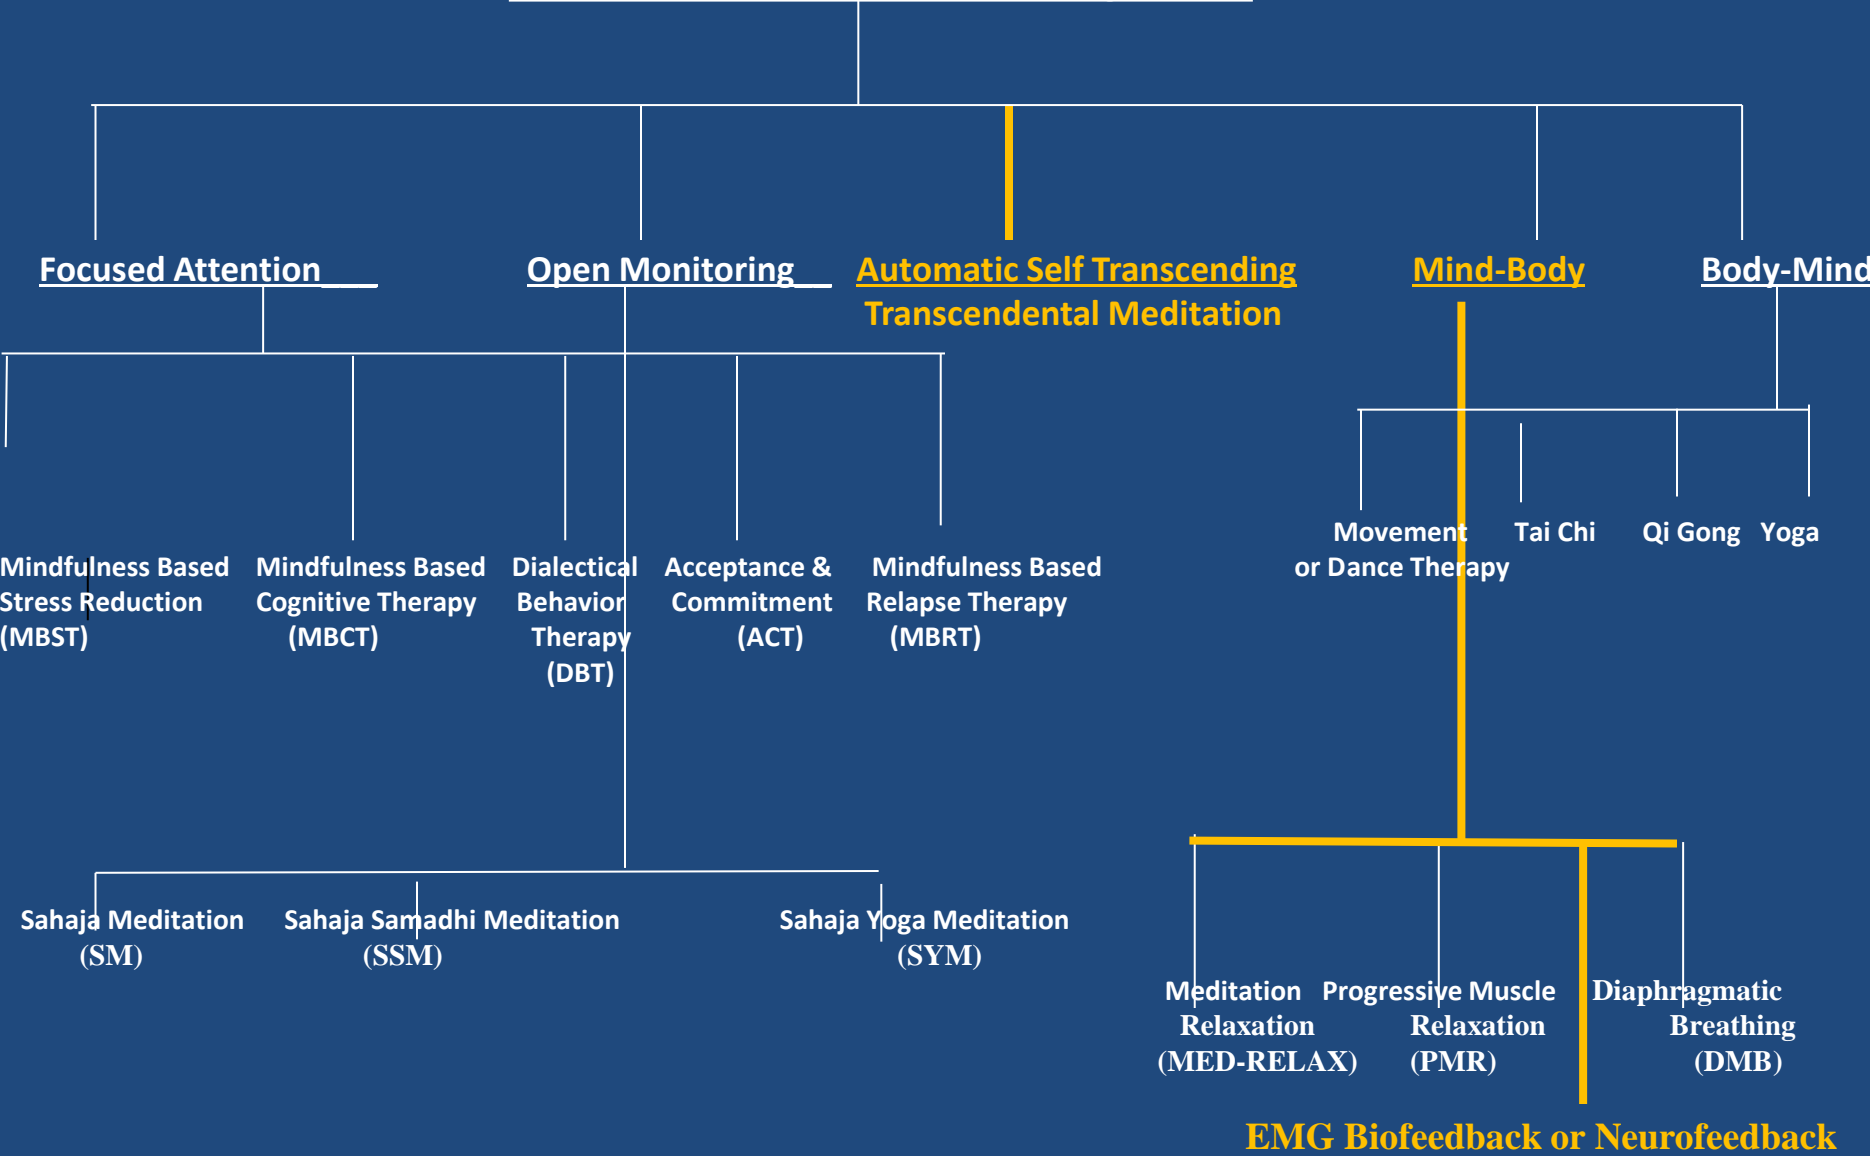 Focused Attention___ Open Monitoring__ Automatic Self Transcending Mind-Body Body-Mind
Transcendental Meditation
Movement Tai Chi Qi Gong Yoga
or Dance Therapy
Mindfulness Based Mindfulness Based Dialectical Acceptance & Mindfulness Based
Stress Reduction Cognitive Therapy Behavior Commitment Relapse Therapy
(MBST) (MBCT) Therapy (ACT) (MBRT)
(DBT)
Sahaja Meditation Sahaja Samadhi Meditation Sahaja Yoga Meditation
(SM) (SSM) (SYM)
Meditation Progressive Muscle Diaphragmatic
Relaxation Relaxation Breathing
(MED-RELAX) (PMR) (DMB)
EMG Biofeedback or Neurofeedback